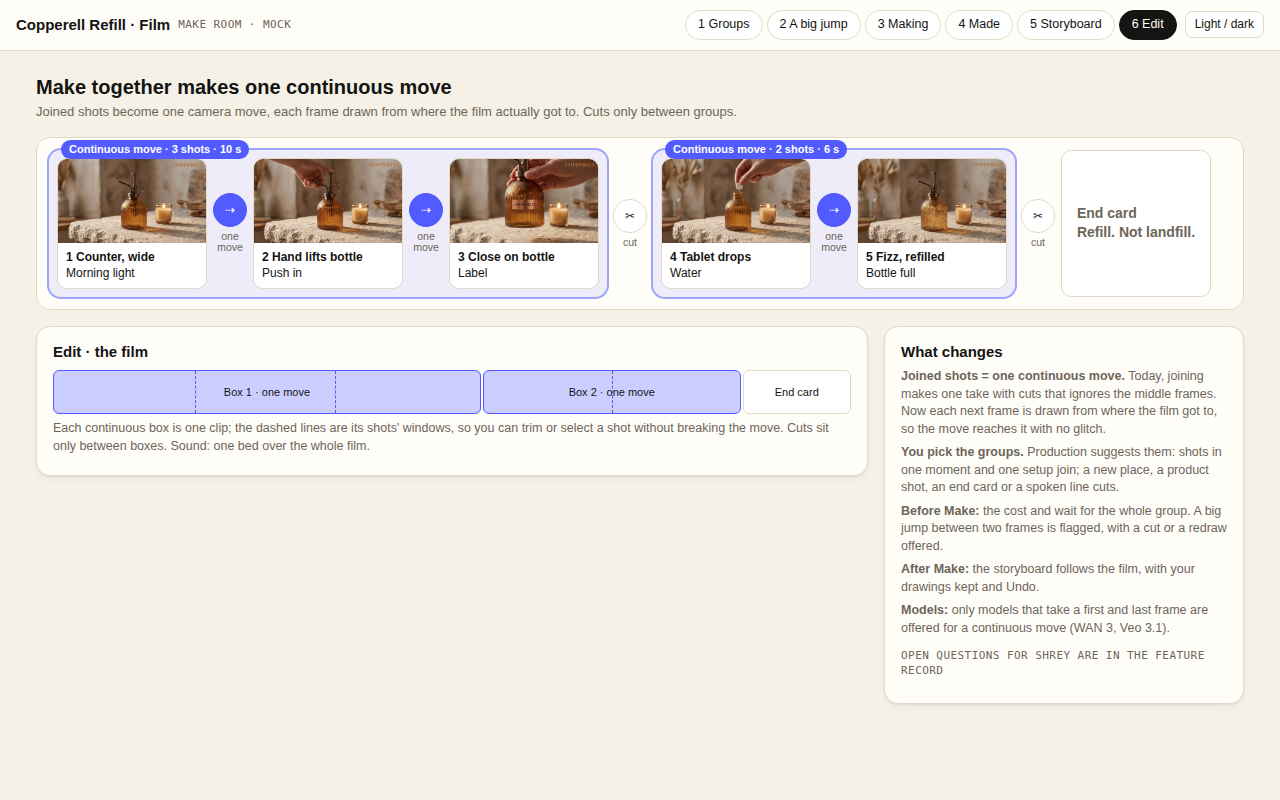 Copperell Refill · Film MAKE ROOM · MOCK
1 Groups
2 A big jump
3 Making
4 Made
5 Storyboard
6 Edit
Light / dark
Make together makes one continuous move
Joined shots become one camera move, each frame drawn from where the film actually got to. Cuts only between groups.
Continuous move · 3 shots · 10 s
1 Counter, wide
Morning light
⇢
one
move
2 Hand lifts bottle
Push in
⇢
one
move
3 Close on bottle
Label
✂
cut
Continuous move · 2 shots · 6 s
4 Tablet drops
Water
⇢
one
move
5 Fizz, refilled
Bottle full
✂
cut
End card
Refill. Not landfill.
Edit · the film
Box 1 · one move
Box 2 · one move
End card
Each continuous box is one clip; the dashed lines are its shots' windows, so you can trim or select a shot without breaking the move. Cuts sit
only between boxes. Sound: one bed over the whole film.
What changes
Joined shots = one continuous move. Today, joining
makes one take with cuts that ignores the middle frames.
Now each next frame is drawn from where the film got to,
so the move reaches it with no glitch.
You pick the groups. Production suggests them: shots in
one moment and one setup join; a new place, a product
shot, an end card or a spoken line cuts.
Before Make: the cost and wait for the whole group. A big
jump between two frames is flagged, with a cut or a redraw
offered.
After Make: the storyboard follows the film, with your
drawings kept and Undo.
Models: only models that take a first and last frame are
offered for a continuous move (WAN 3, Veo 3.1).
OPEN QUESTIONS FOR SHREY ARE IN THE FEATURE
RECORD